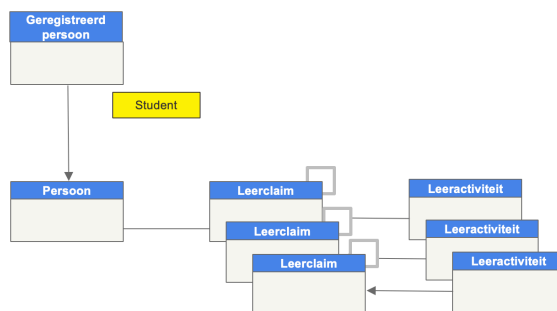 Geregistreerd
persoon
Student
Persoon
Leerclaim
Leeractiviteit
Leerclaim
Leeractiviteit
Leerclaim
Leeractiviteit